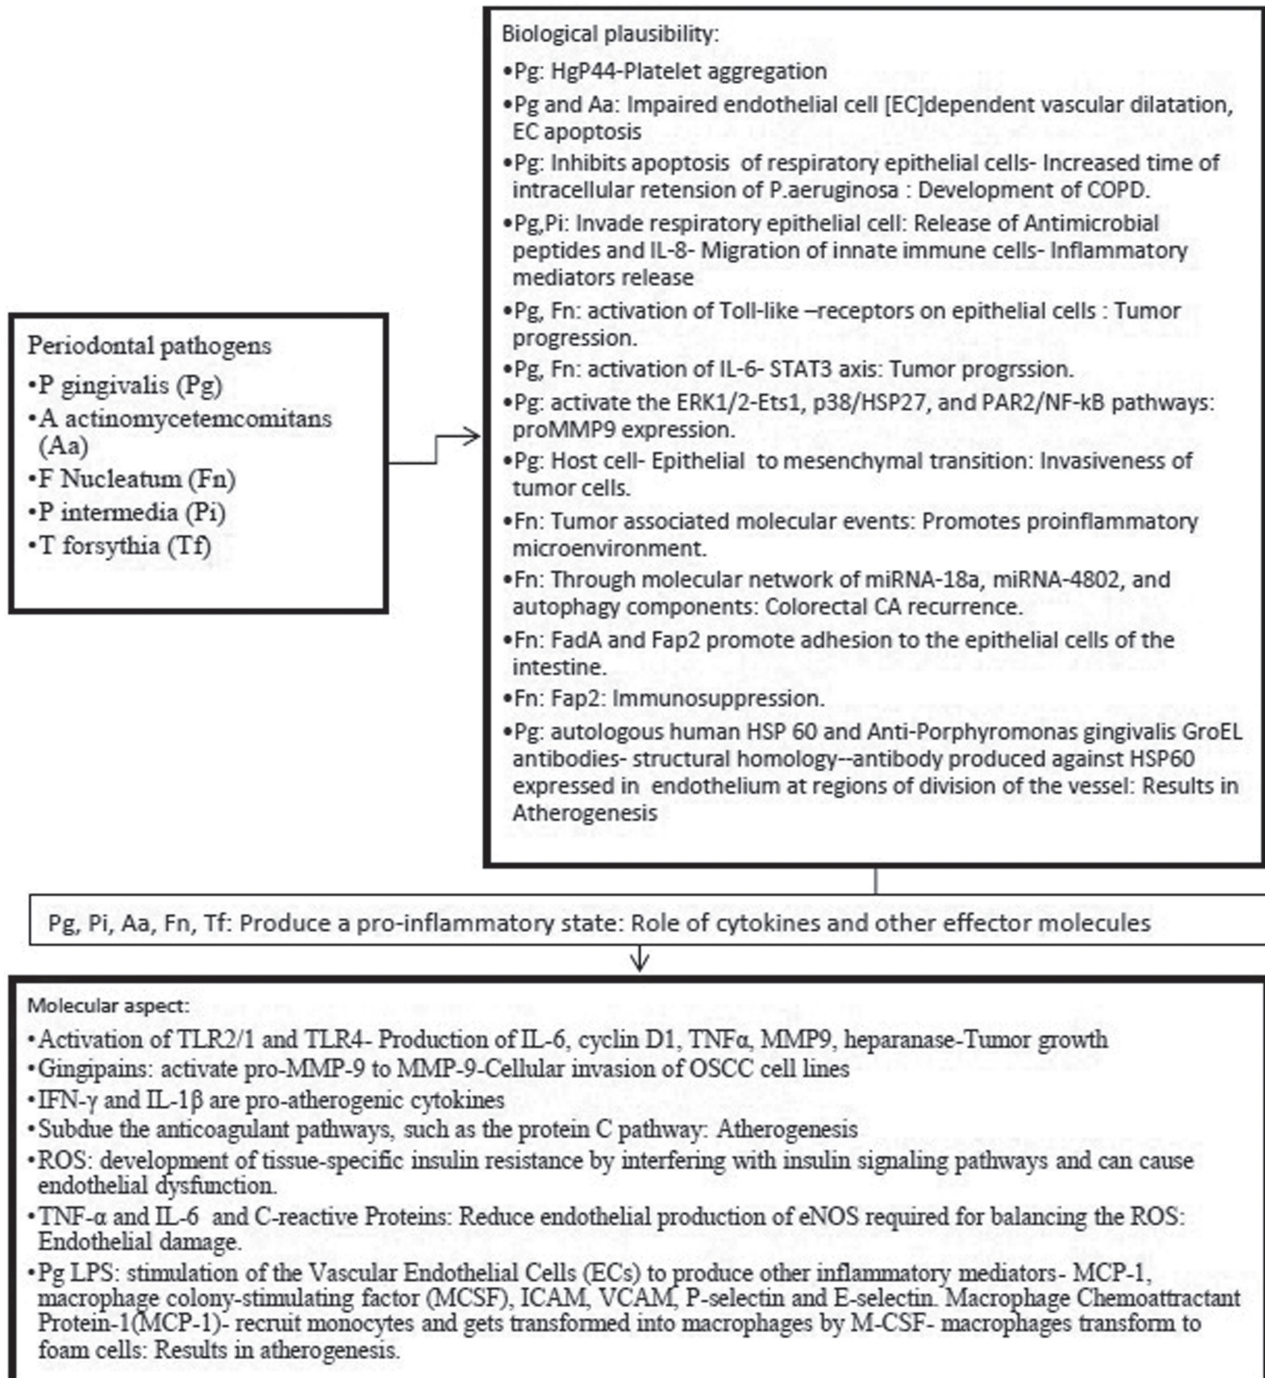 Biological plausibility:
•Pg: HgP44-Platelet aggregation
•Pg and Aa: Impaired endothelial cell [EC]dependent vascular dilatation,
EC apoptosis
•Pg: Inhibits apoptosis of respiratory epithelial cells- Increased time of
intracellular retension of P.aeruginosa : Development of COPD.
•Pg,Pi: Invade respiratory epithelial cell: Release of Antimicrobial
peptides and IL-8- Migration of innate immune cells- Inflammatory
mediators release
•Pg, Fn: activation of Toll-like –receptors on epithelial cells : Tumor
progression.
•Pg, Fn: activation of IL-6- STAT3 axis: Tumor progrssion.
•Pg: activate the ERK1/2-Ets1, p38/HSP27, and PAR2/NF-kB pathways:
proMMP9 expression.
•Pg: Host cell- Epithelial to mesenchymal transition: Invasiveness of
tumor cells.
•Fn: Tumor associated molecular events: Promotes proinflammatory
microenvironment.
•Fn: Through molecular network of miRNA-18a, miRNA-4802, and
autophagy components: Colorectal CA recurrence.
•Fn: FadA and Fap2 promote adhesion to the epithelial cells of the
intestine.
•Fn: Fap2: Immunosuppression.
•Pg: autologous human HSP 60 and Anti-Porphyromonas gingivalis GroEL
antibodies- structural homology--antibody produced against HSP60
expressed in endothelium at regions of division of the vessel: Results in
Atherogenesis
Periodontal pathogens
•P gingivalis (Pg)
•A actinomycetemcomitans
(Aa)
•F Nucleatum (Fn)
•P intermedia (Pi)
•T forsythia (Tf)
Pg, Pi, Aa, Fn, Tf: Produce a pro-inflammatory state: Role of cytokines and other effector molecules
Molecular aspect:
•Activation of TLR2/1 and TLR4- Production of IL-6, cyclin D1, TNFα, MMP9, heparanase-Tumor growth
•Gingipains: activate pro-MMP-9 to MMP-9-Cellular invasion of OSCC cell lines
•IFN-γ and IL-1β are pro-atherogenic cytokines
•Subdue the anticoagulant pathways, such as the protein C pathway: Atherogenesis
•ROS: development of tissue-specific insulin resistance by interfering with insulin signaling pathways and can cause
endothelial dysfunction.
•TNF-α and IL-6 and C-reactive Proteins: Reduce endothelial production of eNOS required for balancing the ROS:
Endothelial damage.
•Pg LPS: stimulation of the Vascular Endothelial Cells (ECs) to produce other inflammatory mediators- MCP-1,
macrophage colony-stimulating factor (MCSF), ICAM, VCAM, P-selectin and E-selectin. Macrophage Chemoattractant
Protein-1(MCP-1)- recruit monocytes and gets transformed into macrophages by M-CSF- macrophages transform to
foam cells: Results in atherogenesis.